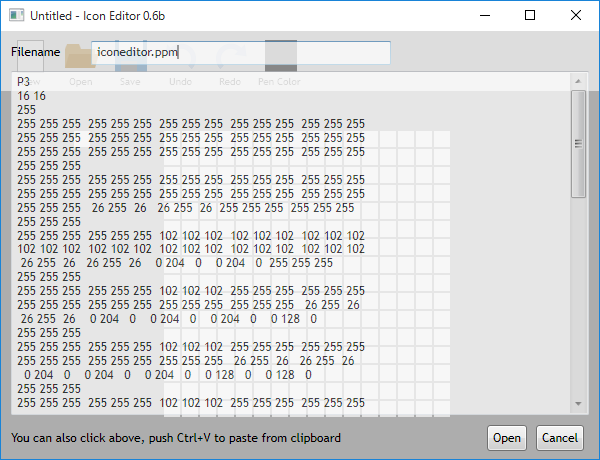 Untitled - Icon Editor 0.6b
Filename iconeditor.ppm
New Open Save Undo Redo Pen Color
P3
16 16
255
255 255 255 255 255 255 255 255 255 255 255 255 255 255 255
255 255 255 255 255 255 255 255 255 255 255 255 255 255 255
255 255 255 255 255 255 255 255 255 255 255 255 255 255 255
255 255 255
255 255 255 255 255 255 255 255 255 255 255 255 255 255 255
255 255 255 255 255 255 255 255 255 255 255 255 255 255 255
255 255 255 26 255 26 26 255 26 255 255 255 255 255 255
255 255 255
255 255 255 255 255 255 102 102 102 102 102 102 102 102 102
102 102 102 102 102 102 102 102 102 102 102 102 102 102 102
26 255 26 26 255 26 0 204 0 0 204 0 255 255 255
255 255 255
255 255 255 255 255 255 102 102 102 255 255 255 255 255 255
255 255 255 255 255 255 255 255 255 255 255 255 26 255 26
26 255 26 0 204 0 0 204 0 0 204 0 0 128 0
255 255 255
255 255 255 255 255 255 102 102 102 255 255 255 255 255 255
255 255 255 255 255 255 255 255 255 26 255 26 26 255 26
0 204 0 0 204 0 0 204 0 0 128 0 0 128 0
255 255 255
255 255 255 255 255 255 102 102 102 255 255 255 255 255 255
You can also click above, push Ctrl+V to paste from clipboard
Open Cancel